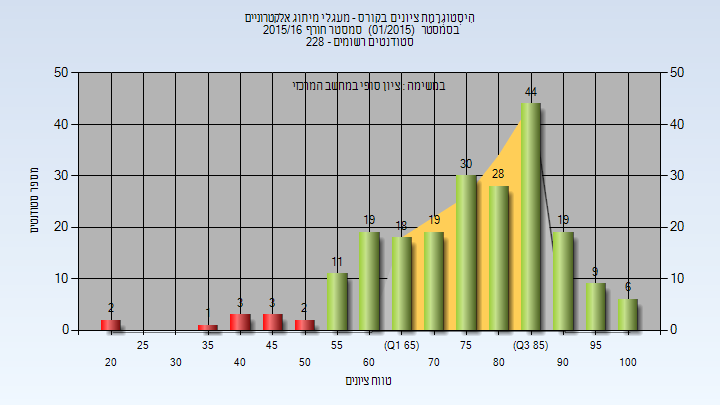 היסטוגרמת ציונים בקורס - מעגלי מיתוג אלקטרוניים
בסמסטר (01/2015) סמסטר חורף 2015/16
סטודנטים רשומים - 228
במשימה : ציון סופי במחשב המרכזי
מספר סטודנטים
50 50
40 40
30 30
20 20
10 10
0 0
2 1 3 3 2 11 19 18 19 30 28 44 19 9 6
25 35 45 55 (Q1 65) 75 (Q3 85) 95
20 30 40 50 60 70 80 90 100
טווח ציונים